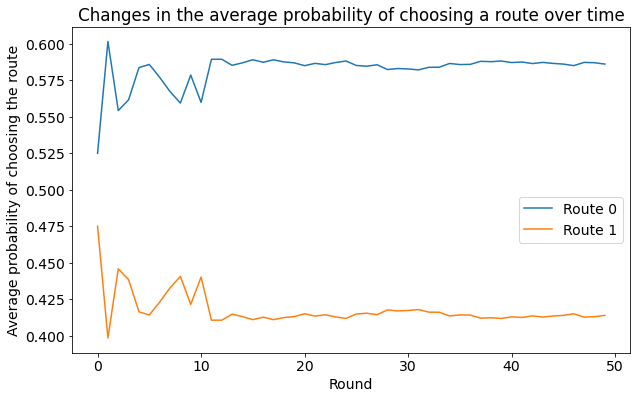 Changes in the average probability of choosing a route over time
Average probability of choosing the route
0.600
0.575
0.550
0.525
0.500
0.475
0.450
0.425
0.400
Route 0
Route 1
0 10 20 30 40 50
Round